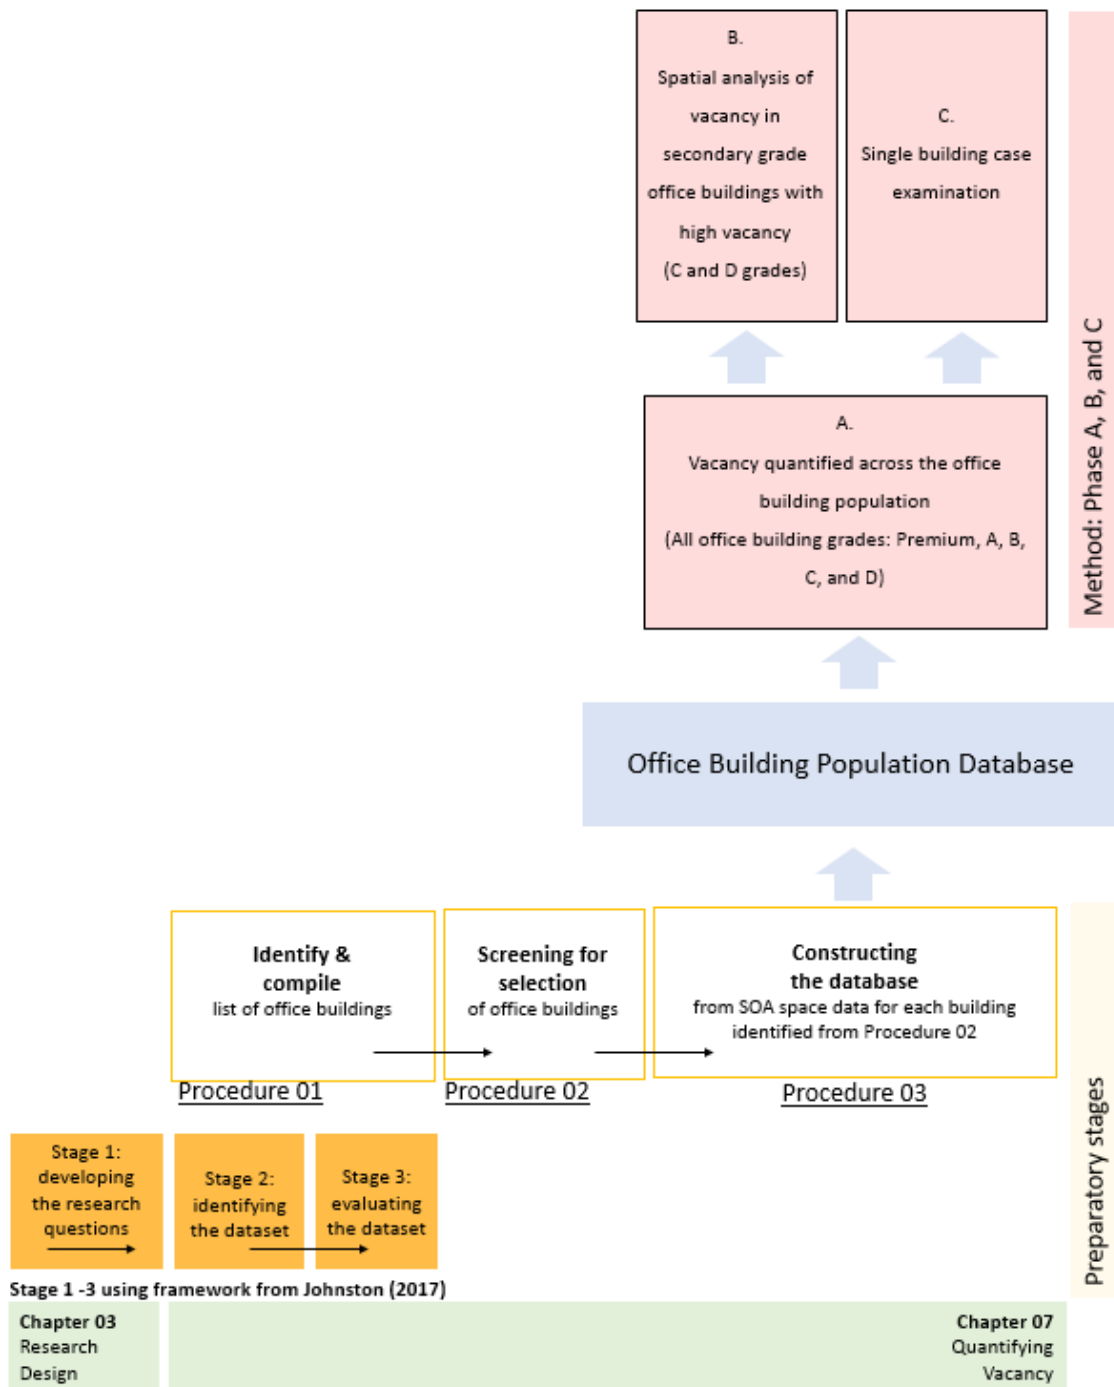 B.
Spatial analysis of
vacancy in
secondary grade
office buildings with
high vacancy
(C and D grades)
C.
Single building case
examination
Method: Phase A, B, and C
A.
Vacancy quantified across the office
building population
(All office building grades: Premium, A, B,
C, and D)
Office Building Population Database
Identify &
compile
list of office buildings
Procedure 01
Screening for
selection
of office buildings
Procedure 02
Constructing
the database
from SOA space data for each building
identified from Procedure 02
Procedure 03
Preparatory stages
Stage 1:
developing
the research
questions
Stage 2:
identifying
the dataset
Stage 3:
evaluating
the dataset
Stage 1 -3 using framework from Johnston (2017)
Chapter 03
Research
Design
Chapter 07
Quantifying
Vacancy